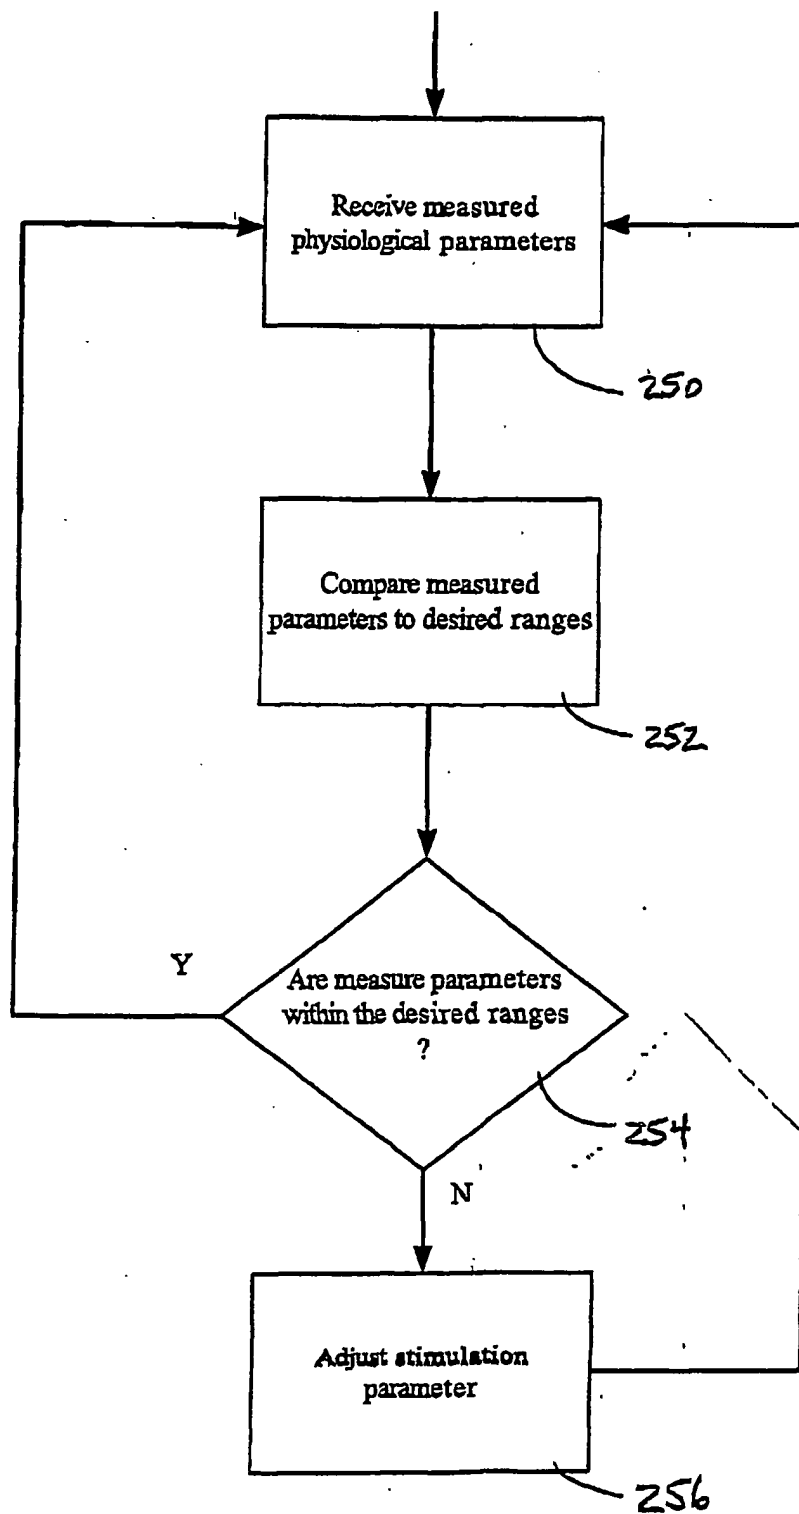 Receive measured
physiological parameters
250
Compare measured
parameters to desired ranges
252
Y
Are measure parameters
within the desired ranges
?
254
N
Adjust stimulation
parameter
256